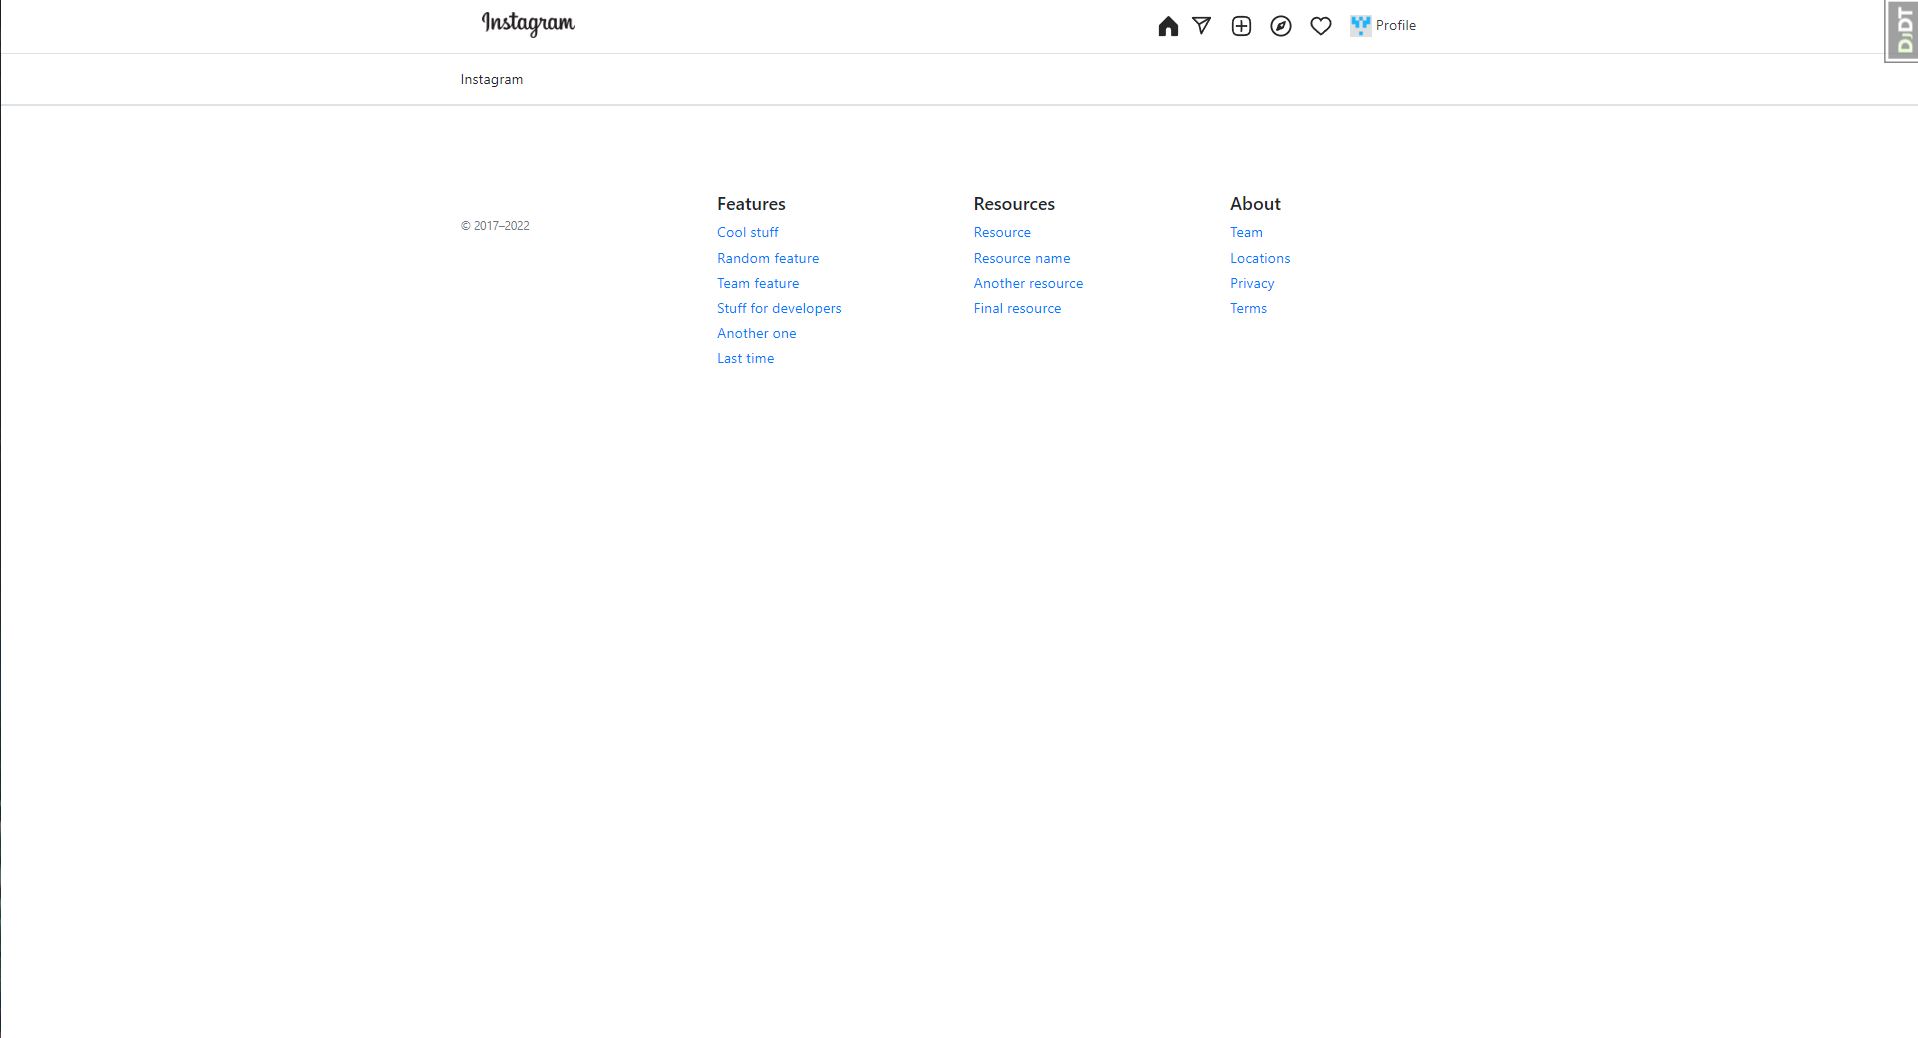 Instagram
Profile
DjDT
Instagram
© 2017–2022
Features
Cool stuff
Random feature
Team feature
Stuff for developers
Another one
Last time
Resources
Resource
Resource name
Another resource
Final resource
About
Team
Locations
Privacy
Terms